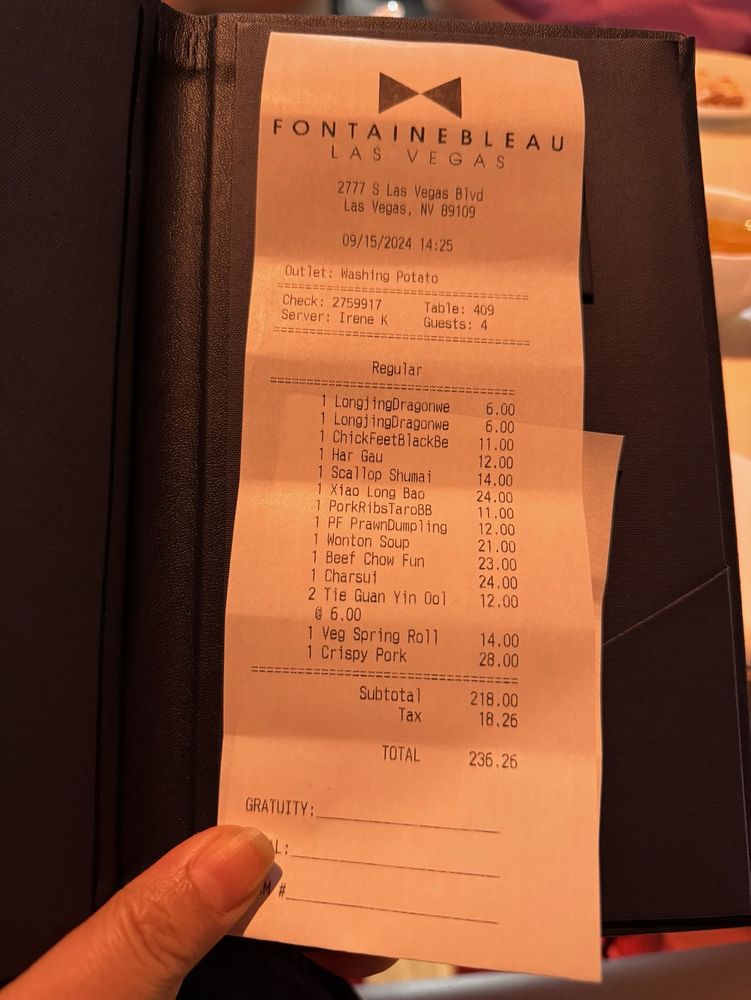 FONTAINEBLEAU
LAS VEGAS
2777 S Las Vegas Blvd
Las Vegas, NV 89109
09/15/2024 14:25
Outlet: Washing Potato
Check: 2759917 Table: 409
Server: Irene K Guests: 4
Regular
1 LongjingDragonwe 6.00
1 LongjingDragonwe 6.00
1 ChickFeetBlackBe 11.00
1 Har Gau 12.00
1 Scallop Shumai 14.00
1 Xiao Long Bao 24.00
1 PorkRibsTaroBB 11.00
1 PF PrawnDumpling 12.00
1 Wonton Soup 21.00
1 Beef Chow Fun 23.00
1 Charsui 24.00
2 Tie Guan Yin Ool 12.00
@ 6.00
1 Veg Spring Roll 14.00
1 Crispy Pork 28.00
Subtotal 218.00
Tax 18.26
TOTAL 236.26
GRATUITY:
L:
#